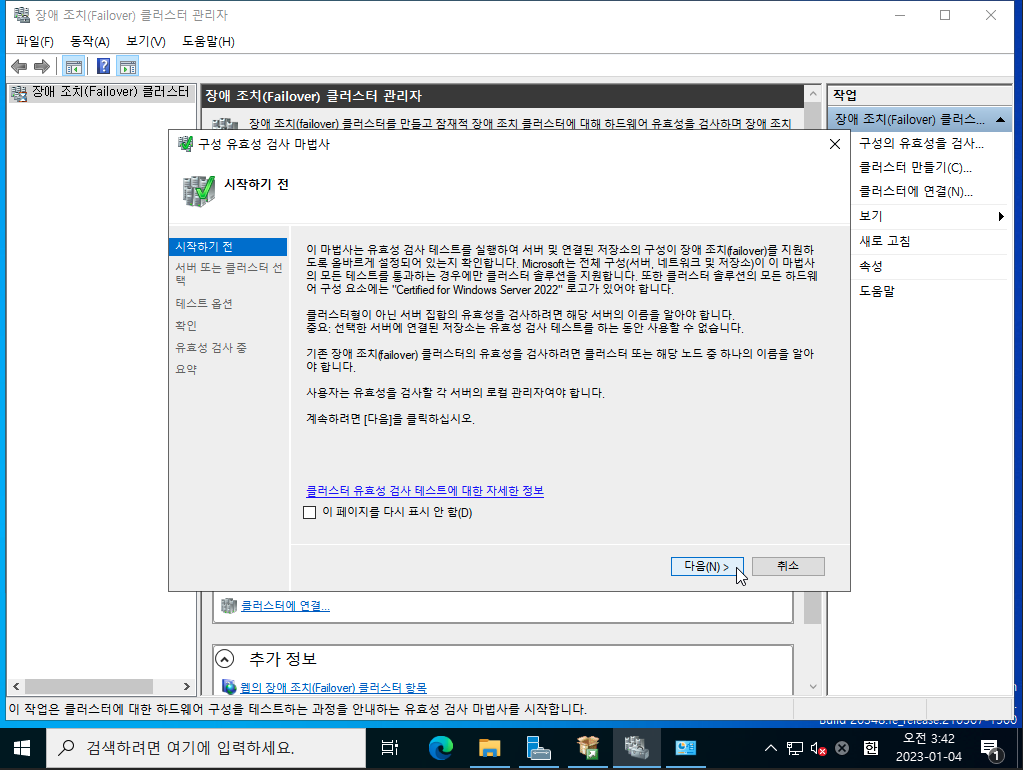 장애 조치(Failover) 클러스터 관리자
파일(F) 동작(A) 보기(V) 도움말(H)
장애 조치(Failover) 클러스터
장애 조치(Failover) 클러스터 관리자
장애 조치(failover) 클러스터를 만들고 잠재적 장애 조치 클러스터에 대해 하드웨어 유효성을 검사하며 장애 조치
작업
장애 조치(Failover) 클러스...
구성의 유효성을 검사...
클러스터 만들기(C)...
클러스터에 연결(N)...
보기
새로 고침
속성
도움말
구성 유효성 검사 마법사
시작하기 전
시작하기 전
서버 또는 클러스터 선
택
테스트 옵션
확인
유효성 검사 중
요약
이 마법사는 유효성 검사 테스트를 실행하여 서버 및 연결된 저장소의 구성이 장애 조치(failover)를 지원하
도록 올바르게 설정되어 있는지 확인합니다. Microsoft는 전체 구성(서버, 네트워크 및 저장소)이 이 마법사
의 모든 테스트를 통과하는 경우에만 클러스터 솔루션을 지원합니다. 또한 클러스터 솔루션의 모든 하드웨
어 구성 요소에는 "Certified for Windows Server 2022" 로고가 있어야 합니다.
클러스터형이 아닌 서버 집합의 유효성을 검사하려면 해당 서버의 이름을 알아야 합니다.
중요: 선택한 서버에 연결된 저장소는 유효성 검사 테스트를 하는 동안 사용할 수 없습니다.
기존 장애 조치(failover) 클러스터의 유효성을 검사하려면 클러스터 또는 해당 노드 중 하나의 이름을 알아
야 합니다.
사용자는 유효성을 검사할 각 서버의 로컬 관리자여야 합니다.
계속하려면 [다음]을 클릭하십시오.
클러스터 유효성 검사 테스트에 대한 자세한 정보
이 페이지를 다시 표시 안 함(D)
다음(N) > 취소
클러스터에 연결...
추가 정보
웹의 장애 조치(Failover) 클러스터 항목
이 작업은 클러스터에 대한 하드웨어 구성을 테스트하는 과정을 안내하는 유효성 검사 마법사를 시작합니다.
Build 20348.fe_release.210507-1500
검색하려면 여기에 입력하세요.
한
오전 3:42
2023-01-04
1